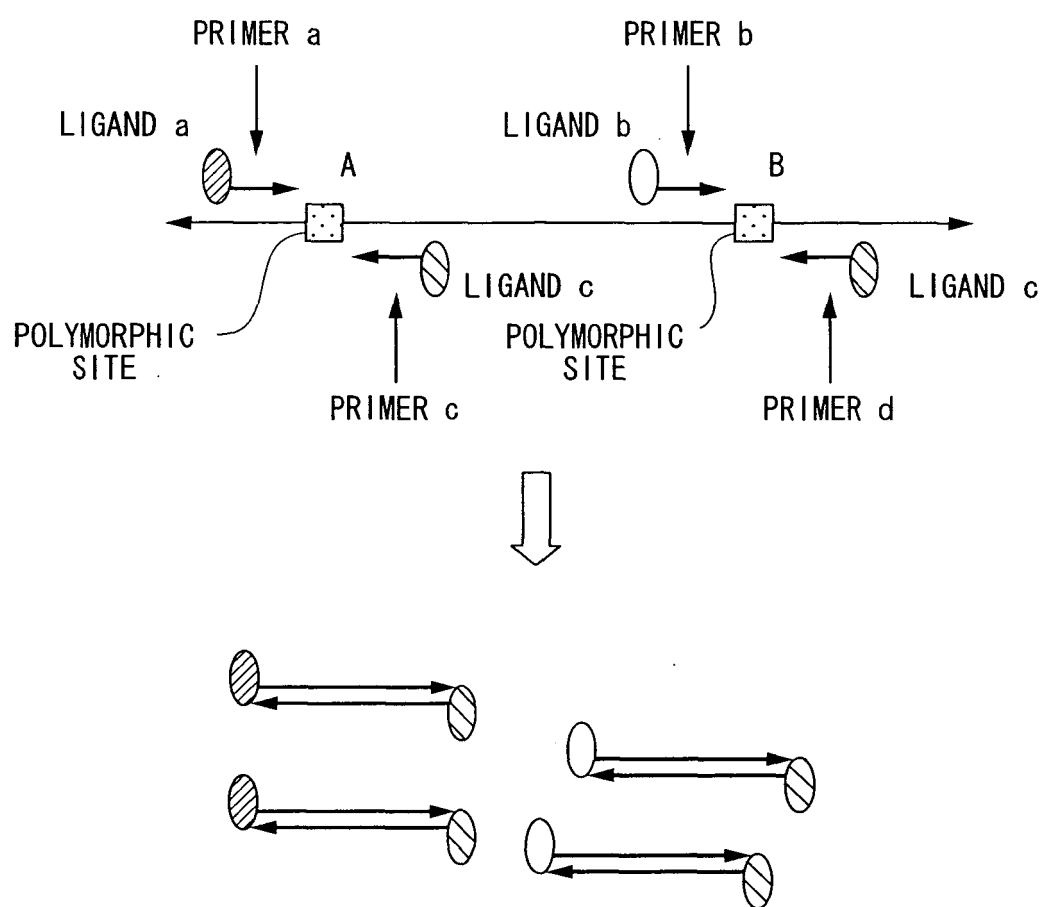 PRIMER a
PRIMER b
LIGAND a
LIGAND b
A
B
LIGAND c
LIGAND c
POLYMORPHIC
SITE
POLYMORPHIC
SITE
PRIMER c
PRIMER d